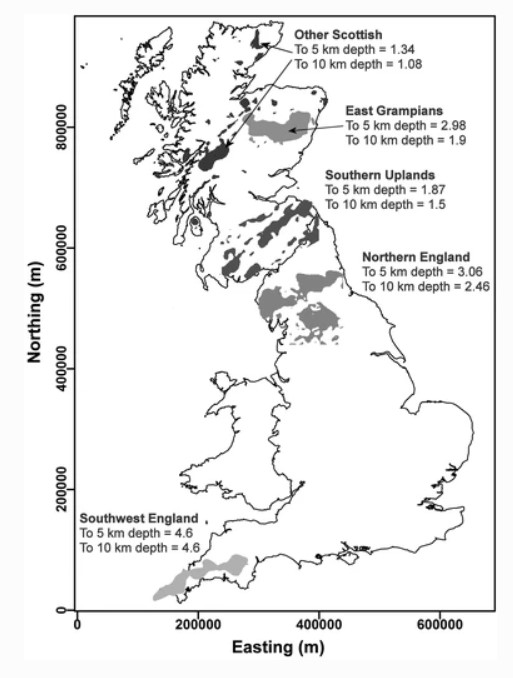 Other Scottish
To 5 km depth = 1.34
To 10 km depth = 1.08
East Grampians
To 5 km depth = 2.98
To 10 km depth = 1.9
Southern Uplands
To 5 km depth = 1.87
To 10 km depth = 1.5
Northern England
To 5 km depth = 3.06
To 10 km depth = 2.46
Southwest England
To 5 km depth = 4.6
To 10 km depth = 4.6
Northing (m)
800000
600000
400000
200000
0
0 200000 400000 600000
Easting (m)